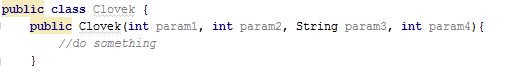 public class Clovek {
public Clovek(int param1, int param2, String param3, int param4){
//do something
}